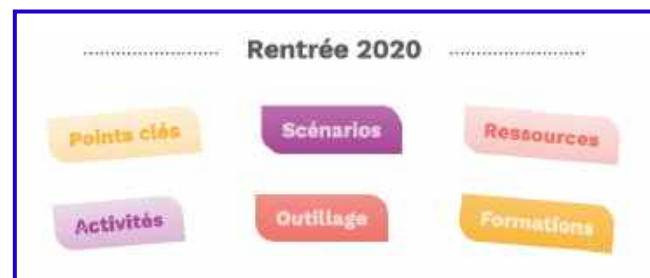 Rentrée 2020
Points clés Scénarios Ressources
Activités Outillage Formations